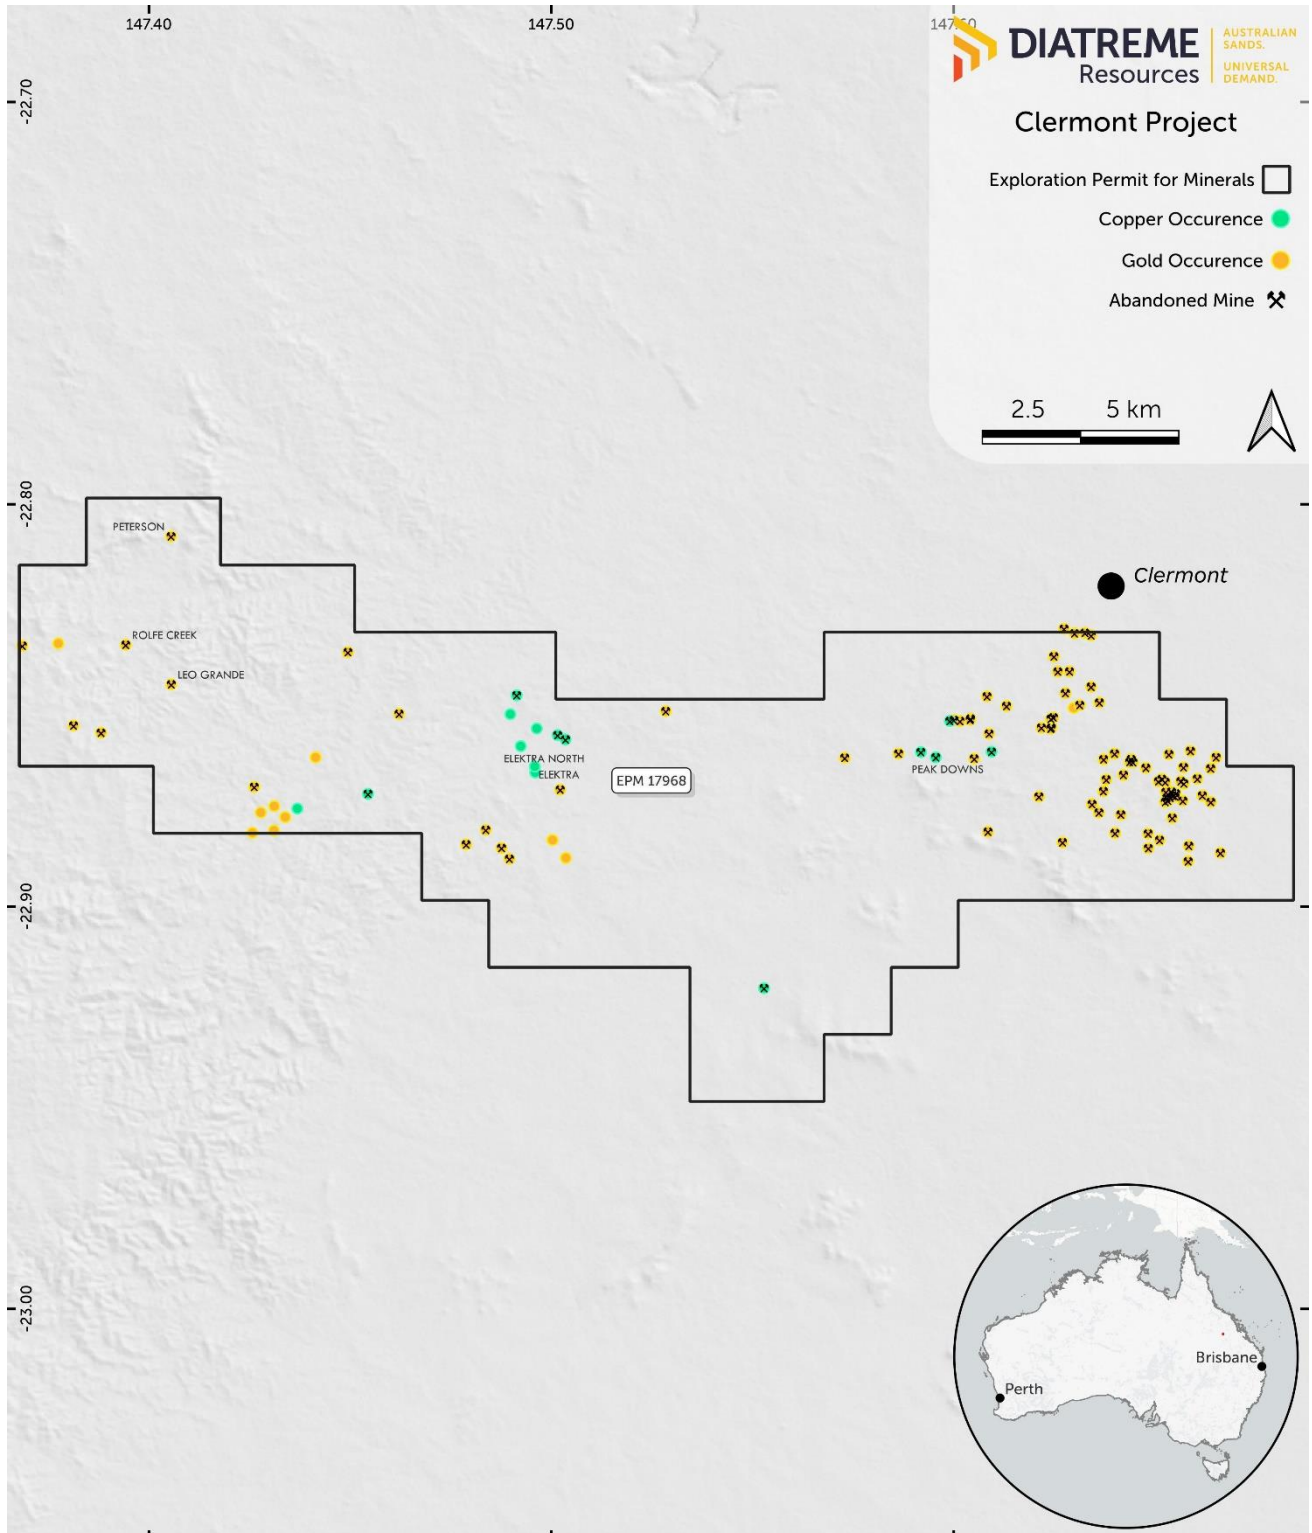 147.40
147.50
147.60
DIATREME
Resources
AUSTRALIAN
SANDS.
UNIVERSAL
DEMAND.
-22.70
Clermont Project
Exploration Permit for Minerals
Copper Occurence
Gold Occurence
Abandoned Mine
2.5 5 km
-22.80
PETERSON
Clermont
ROLFE CREEK
LEO GRANDE
ELEKTRA NORTH
ELEKTRA
EPM 17968
PEAK DOWNS
-22.90
-23.00
Brisbane
Perth